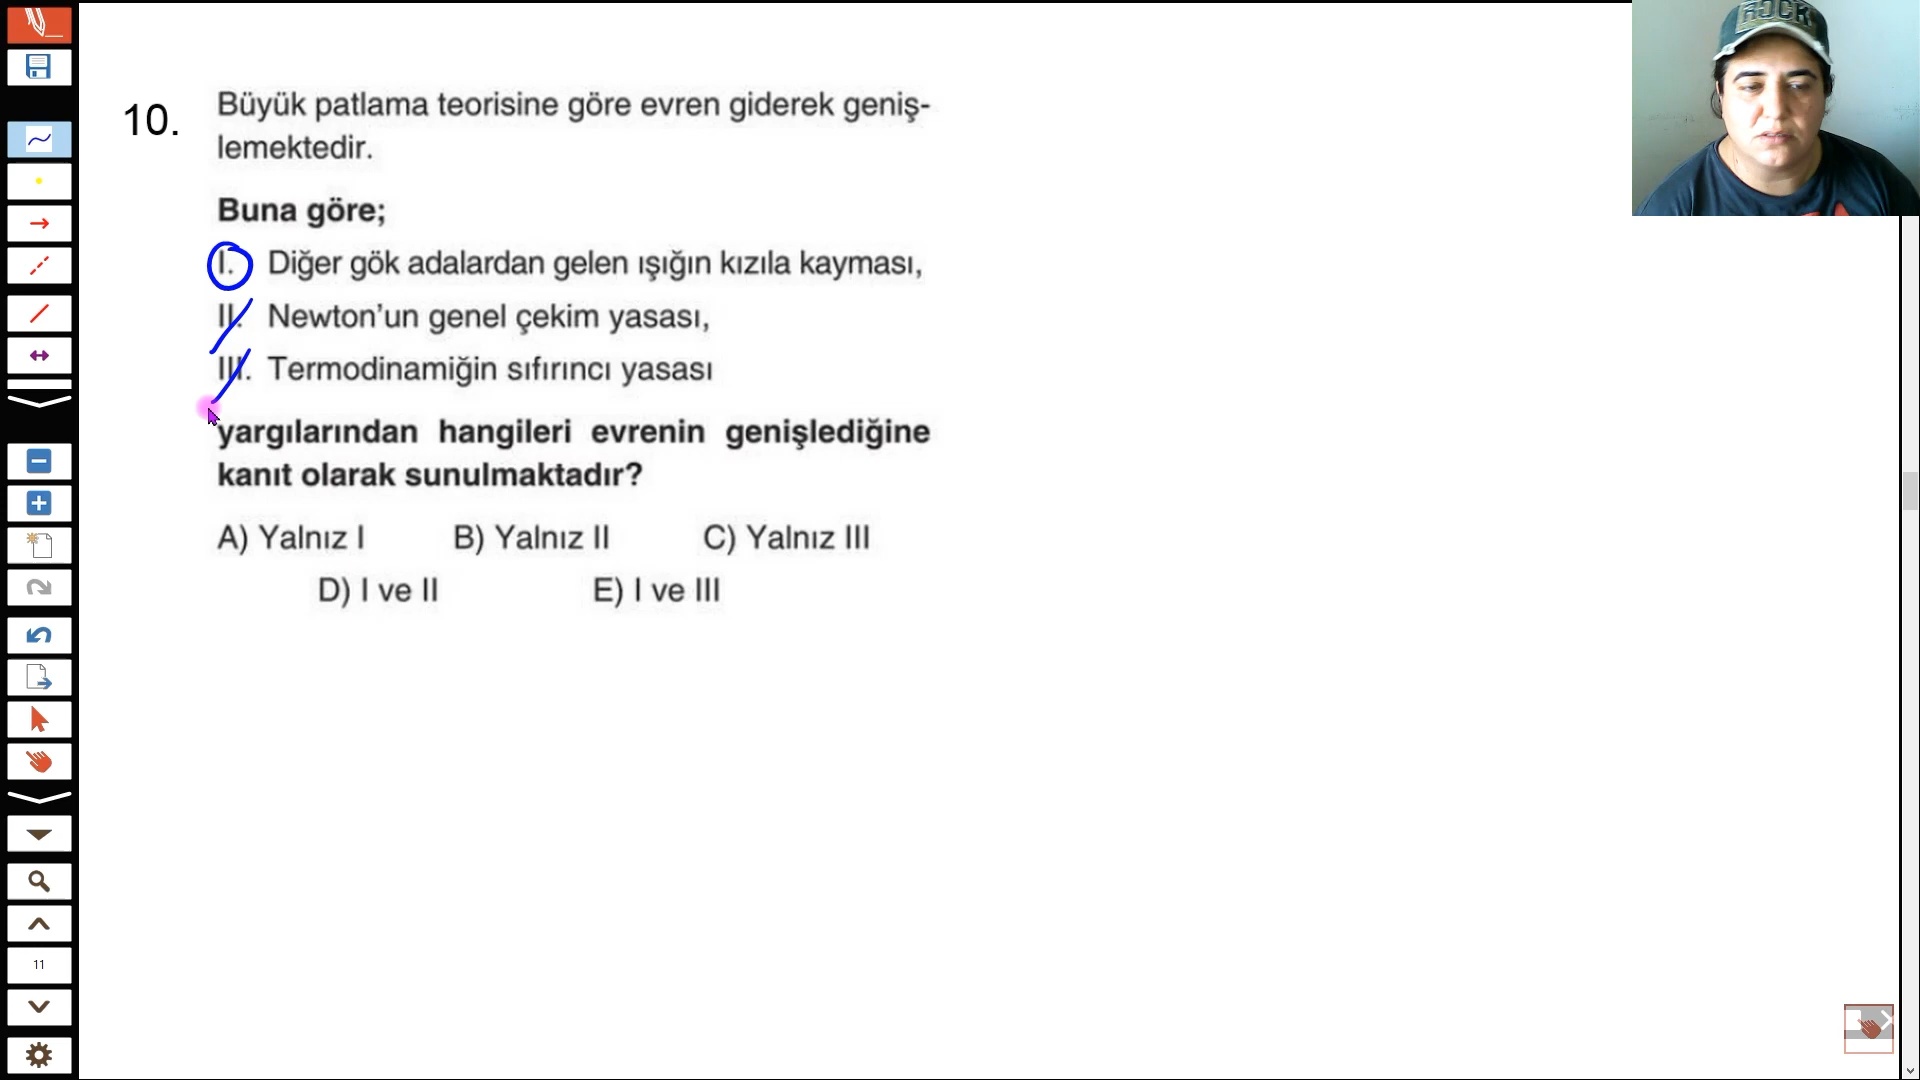 ROCK
10.
Büyük patlama teorisine göre evren giderek geniş-
lemektedir.
Buna göre;
I. Diğer gök adalardan gelen ışığın kızıla kayması,
II. Newton’un genel çekim yasası,
III. Termodinamiğin sıfırıncı yasası
yargılarından hangileri evrenin genişlediğine
kanıt olarak sunulmaktadır?
A) Yalnız I B) Yalnız II C) Yalnız III
D) I ve II E) I ve III
11